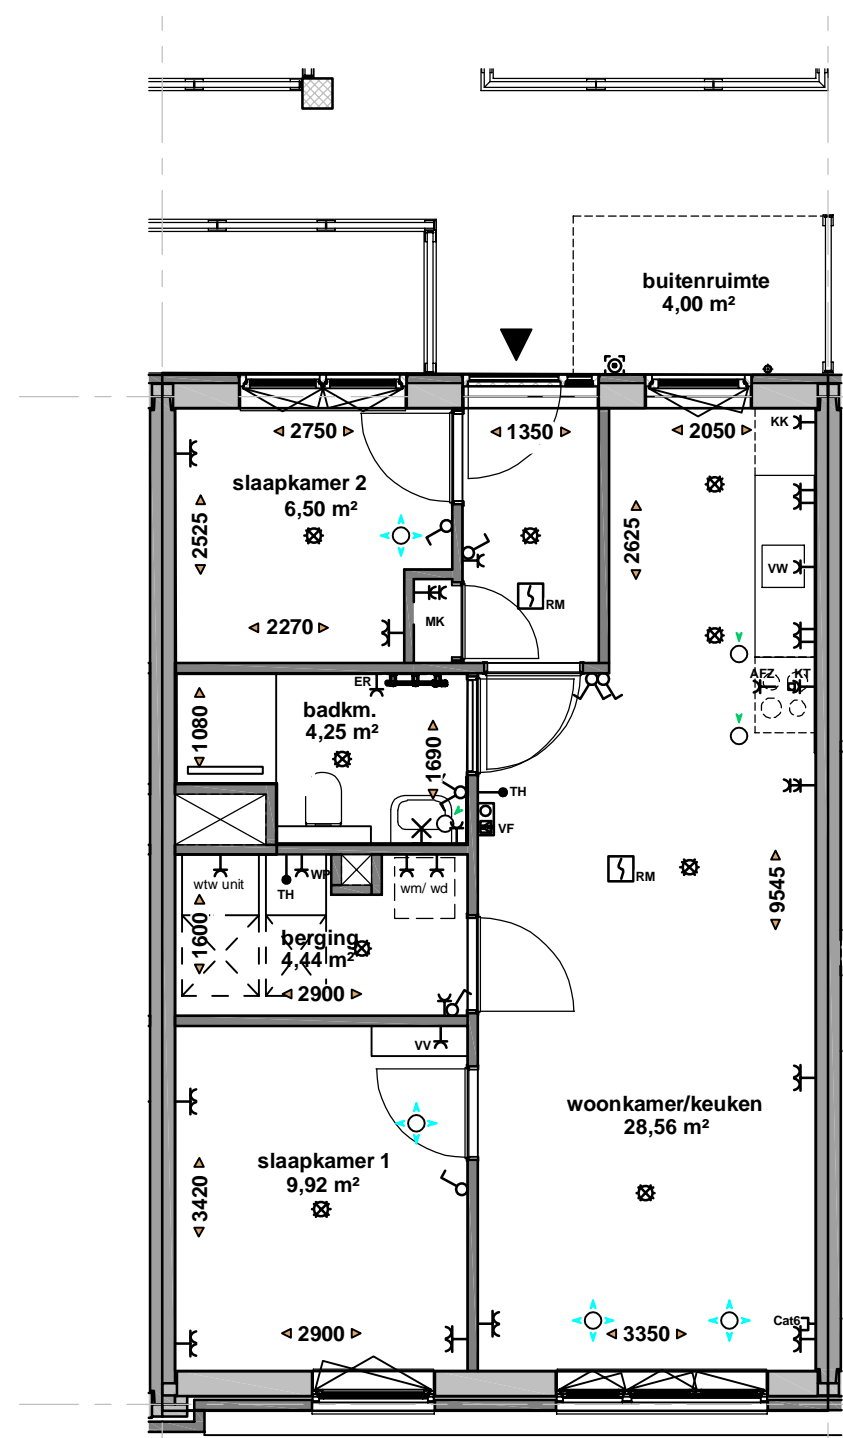 buitenruimte
4,00 m²
2750
1350
2050
KK
slaapkamer 2
6,50 m²
2525
2625
VW
RM
MK
2270
AFZ
KT
ER
badkm.
4,25 m²
1080
1690
TH
VF
wtw unit
TH
WP
wm/ wd
RM
9545
1600
berging
4,44 m²
2900
VV
woonkamer/keuken
28,56 m²
slaapkamer 1
9,92 m²
3420
Cat6
2900
3350